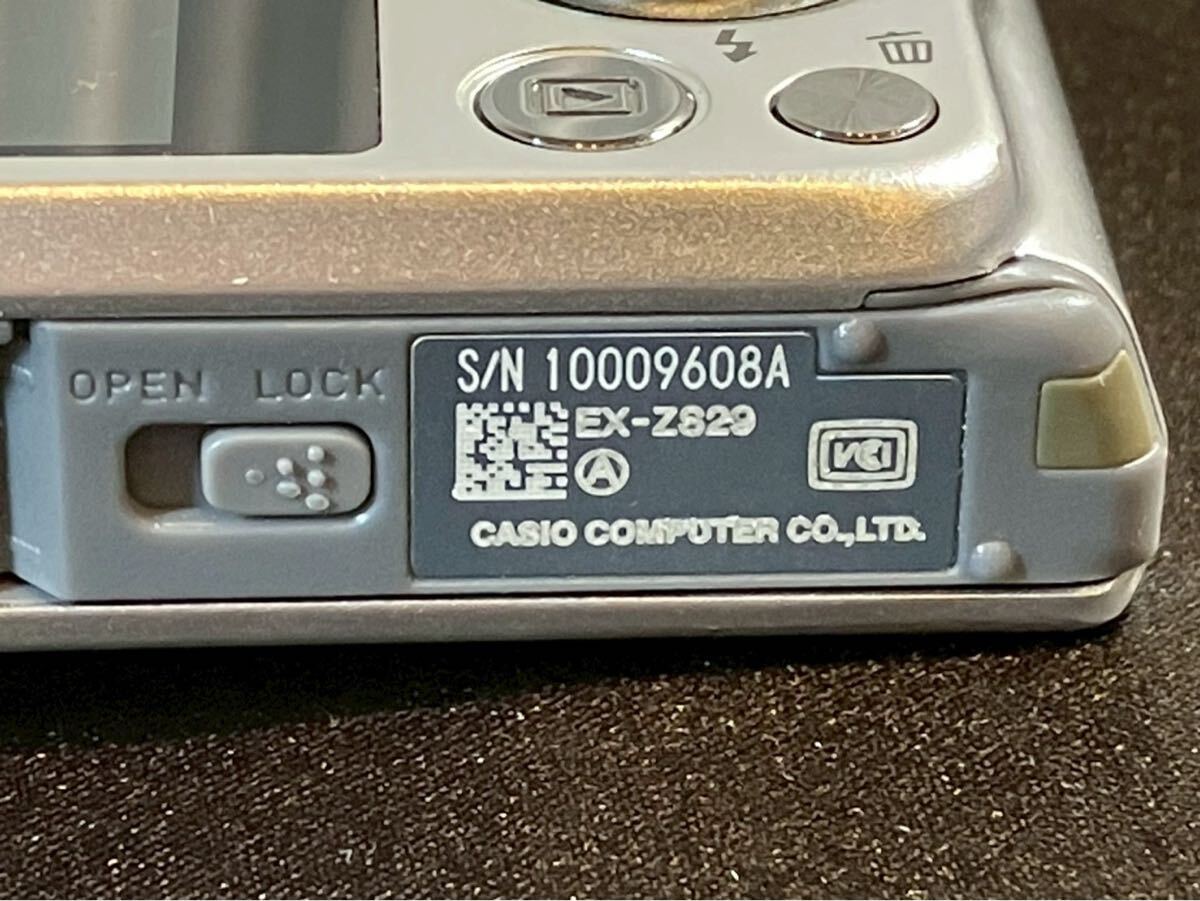 OPEN LOCK
S/N 10009608A
EX-Z829
A
VCI
CASIO COMPUTER CO.,LTD.